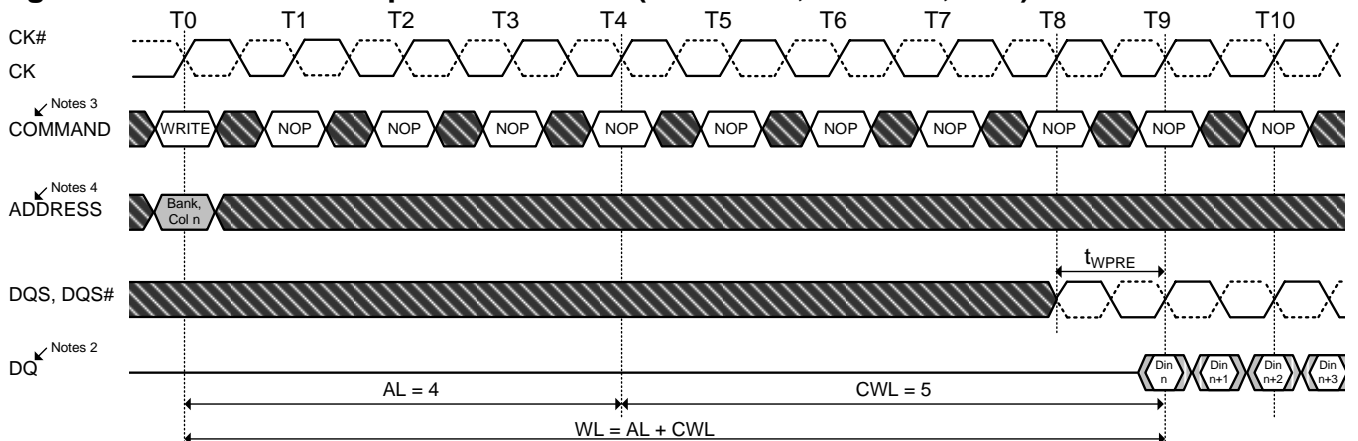 T0 T1 T2 T3 T4 T5 T6 T7 T8 T9 T10
CK#
CK
Notes 3
COMMAND WRITE NOP NOP NOP NOP NOP NOP NOP NOP NOP NOP
Notes 4
ADDRESS Bank,
Col n
tWPRE
DQS, DQS#
Notes 2
DQ Din Din Din Din
n n+1 n+2 n+3
AL = 4 CWL = 5
WL = AL + CWL